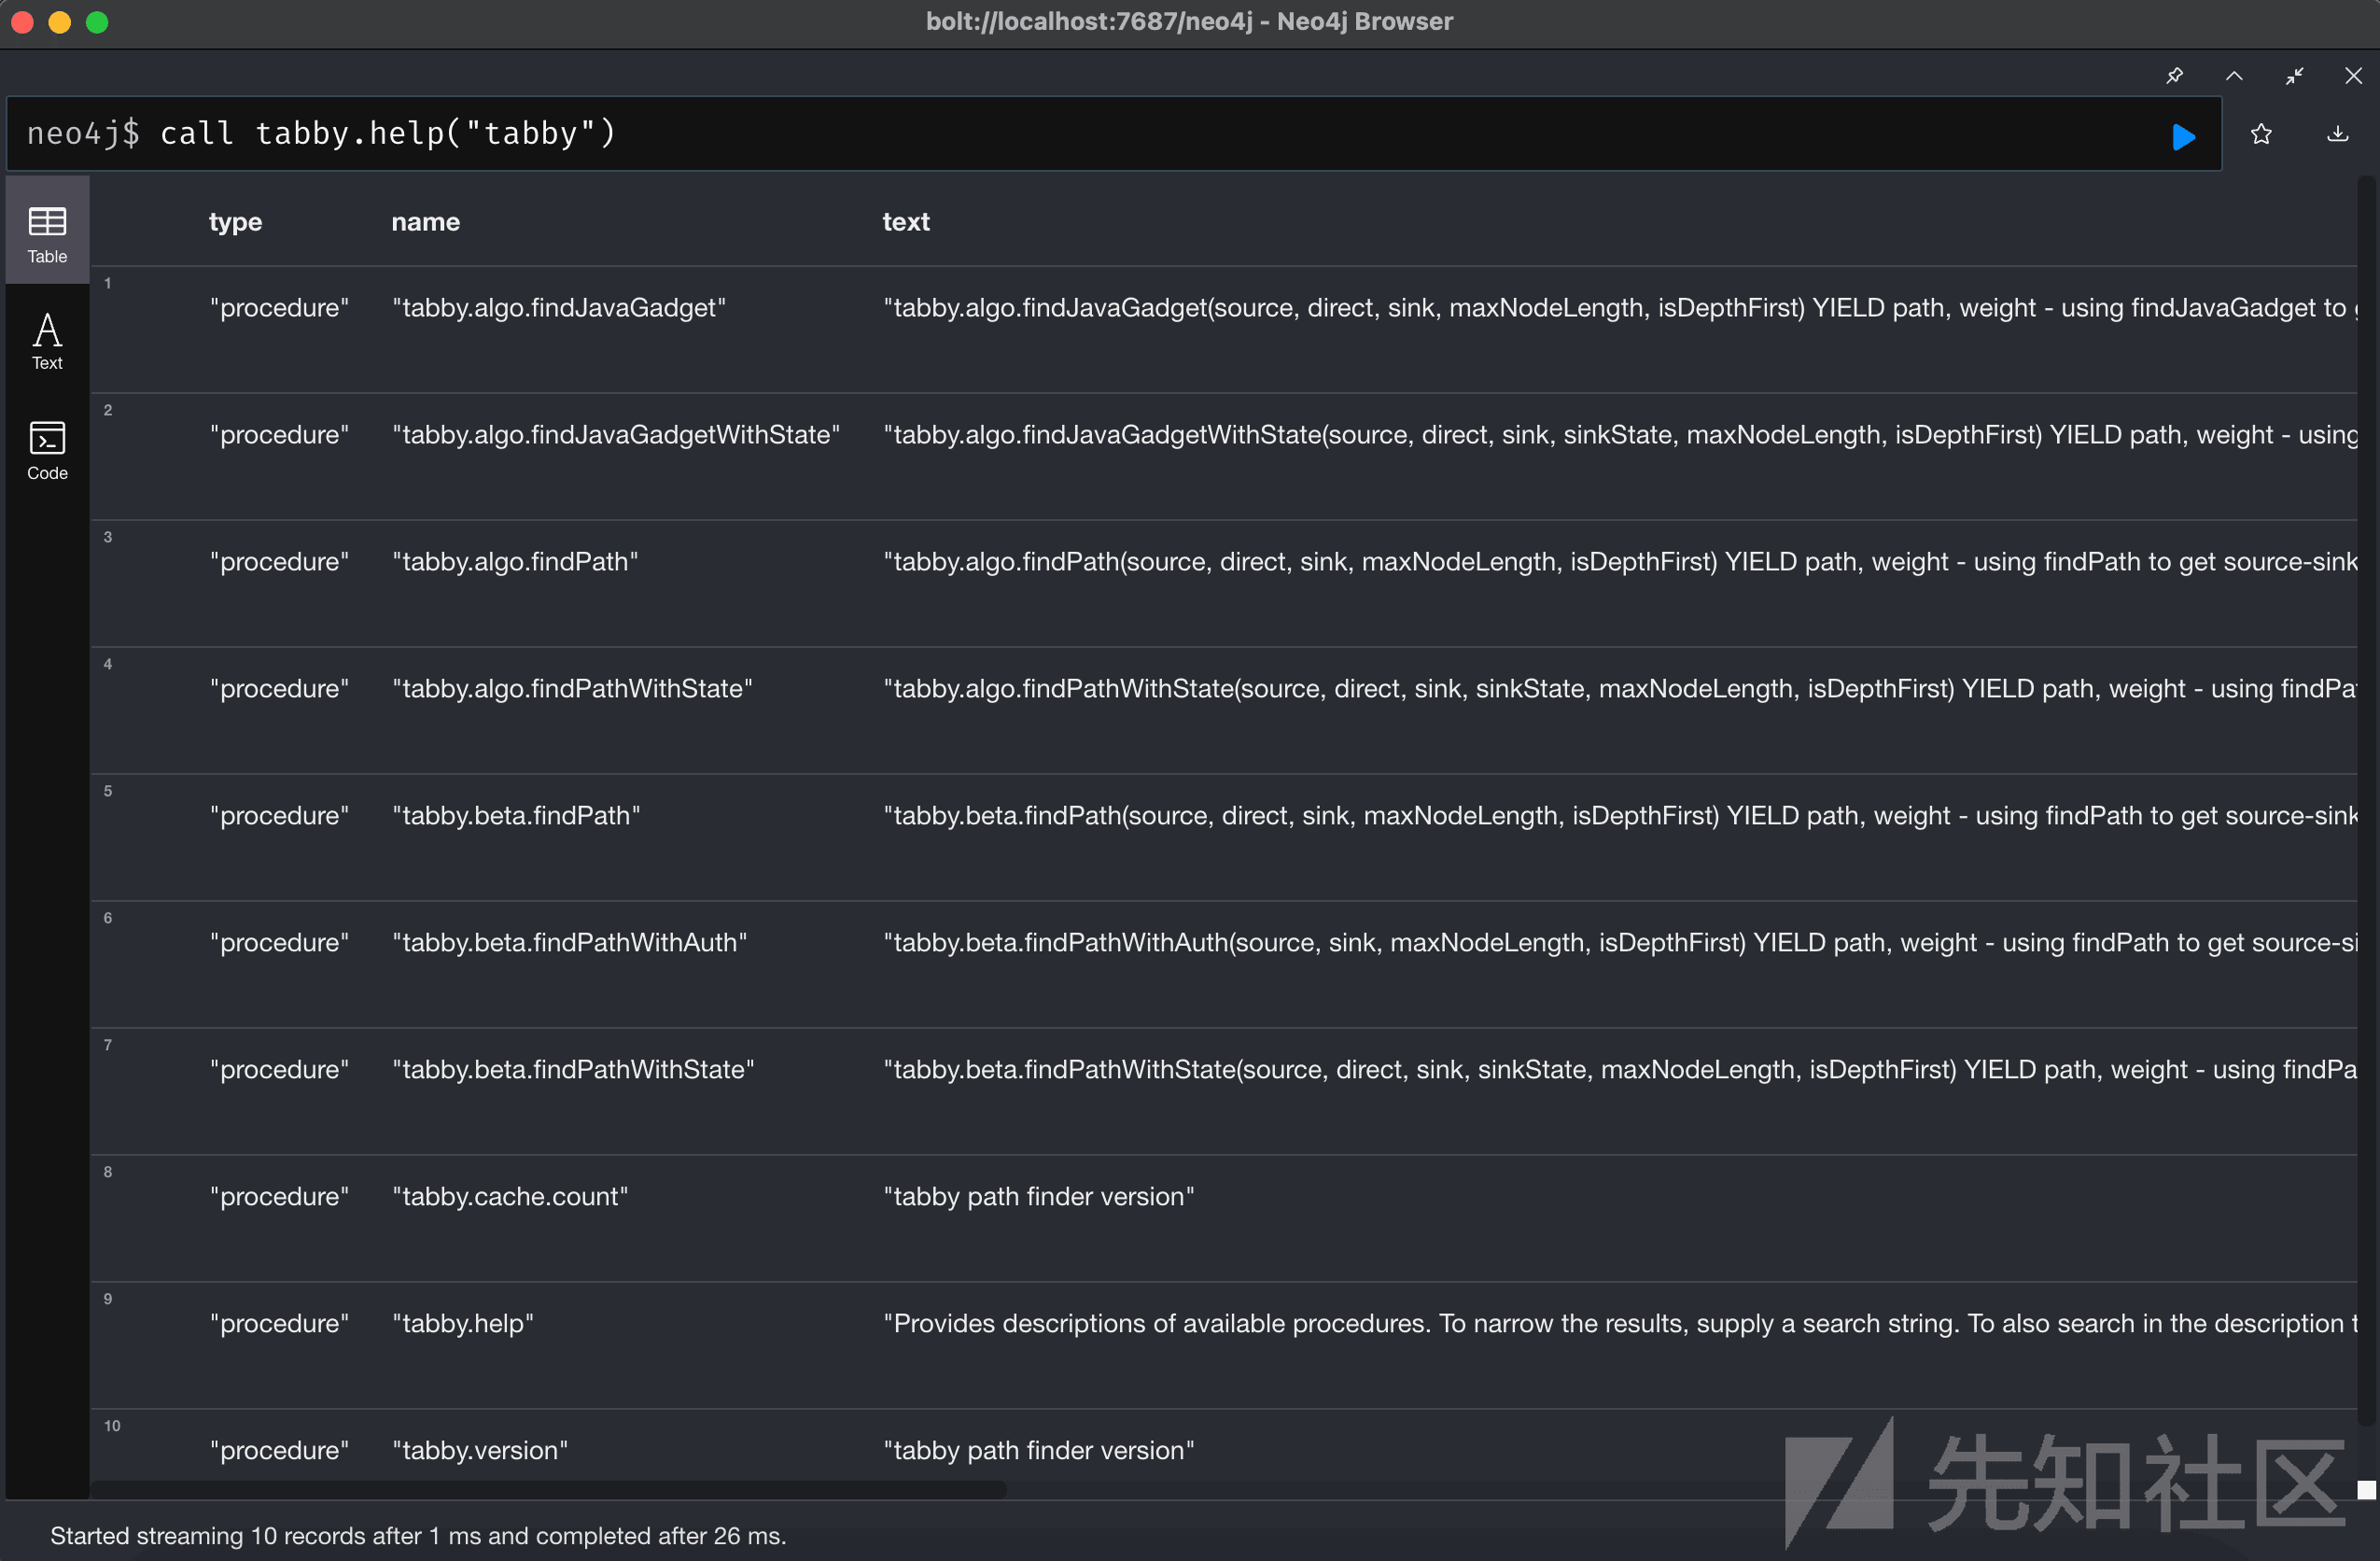 bolt://localhost:7687/neo4j - Neo4j Browser
neo4j$ call tabby.help("tabby")
Table
Text
Code
type name text
1
"procedure" "tabby.algo.findJavaGadget" "tabby.algo.findJavaGadget(source, direct, sink, maxNodeLength, isDepthFirst) YIELD path, weight - using findJavaGadget to
2
"procedure" "tabby.algo.findJavaGadgetWithState" "tabby.algo.findJavaGadgetWithState(source, direct, sink, sinkState, maxNodeLength, isDepthFirst) YIELD path, weight - using
3
"procedure" "tabby.algo.findPath" "tabby.algo.findPath(source, direct, sink, maxNodeLength, isDepthFirst) YIELD path, weight - using findPath to get source-sink
4
"procedure" "tabby.algo.findPathWithState" "tabby.algo.findPathWithState(source, direct, sink, sinkState, maxNodeLength, isDepthFirst) YIELD path, weight - using findPa
5
"procedure" "tabby.beta.findPath" "tabby.beta.findPath(source, direct, sink, maxNodeLength, isDepthFirst) YIELD path, weight - using findPath to get source-sink
6
"procedure" "tabby.beta.findPathWithAuth" "tabby.beta.findPathWithAuth(source, sink, maxNodeLength, isDepthFirst) YIELD path, weight - using findPath to get source-si
7
"procedure" "tabby.beta.findPathWithState" "tabby.beta.findPathWithState(source, direct, sink, sinkState, maxNodeLength, isDepthFirst) YIELD path, weight - using findPa
8
"procedure" "tabby.cache.count" "tabby path finder version"
9
"procedure" "tabby.help" "Provides descriptions of available procedures. To narrow the results, supply a search string. To also search in the description t
10
"procedure" "tabby.version" "tabby path finder version"
先知社区
Started streaming 10 records after 1 ms and completed after 26 ms.